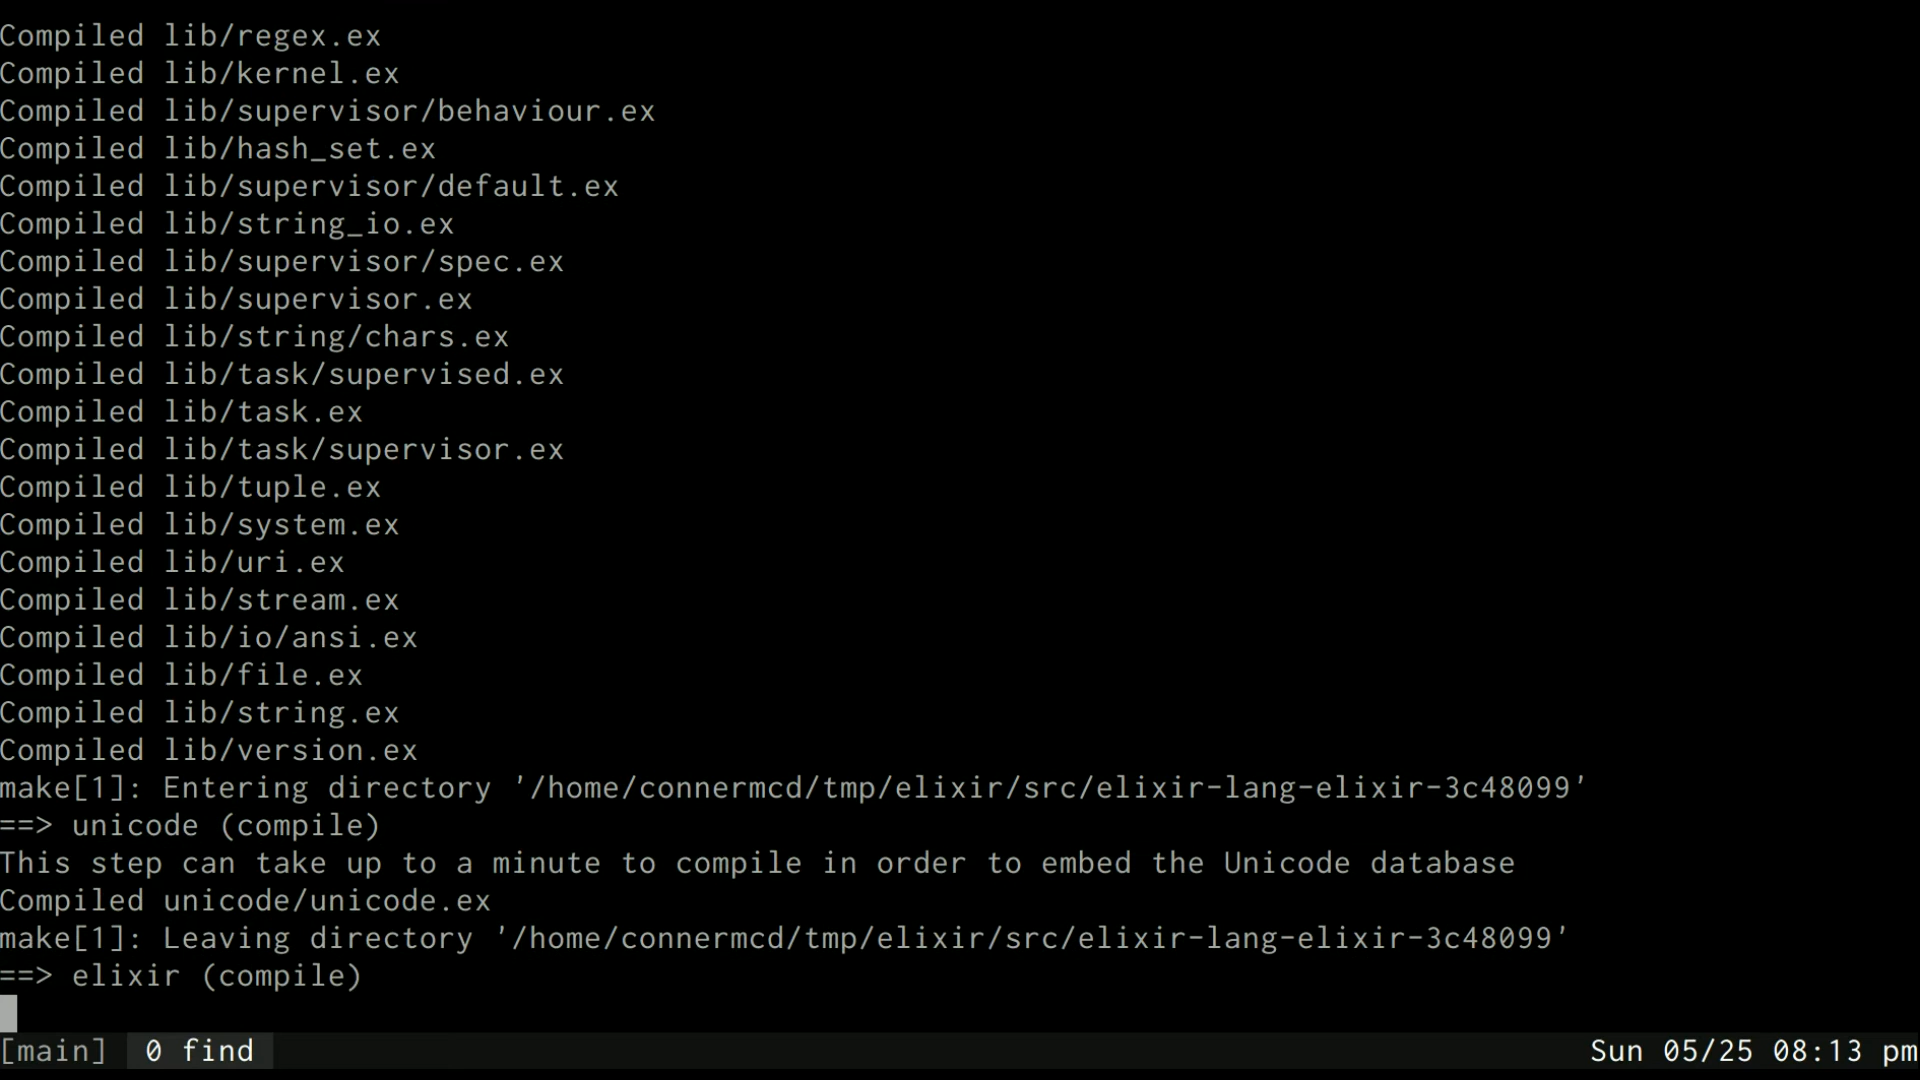 Compiled lib/regex.ex
Compiled lib/kernel.ex
Compiled lib/supervisor/behaviour.ex
Compiled lib/hash_set.ex
Compiled lib/supervisor/default.ex
Compiled lib/string_io.ex
Compiled lib/supervisor/spec.ex
Compiled lib/supervisor.ex
Compiled lib/string/chars.ex
Compiled lib/task/supervised.ex
Compiled lib/task.ex
Compiled lib/task/supervisor.ex
Compiled lib/tuple.ex
Compiled lib/system.ex
Compiled lib/uri.ex
Compiled lib/stream.ex
Compiled lib/io/ansi.ex
Compiled lib/file.ex
Compiled lib/string.ex
Compiled lib/version.ex
make[1]: Entering directory '/home/connermcd/tmp/elixir/src/elixir-lang-elixir-3c48099'
==> unicode (compile)
This step can take up to a minute to compile in order to embed the Unicode database
Compiled unicode/unicode.ex
make[1]: Leaving directory '/home/connermcd/tmp/elixir/src/elixir-lang-elixir-3c48099'
==> elixir (compile)
[main] 0 find Sun 05/25 08:13 pm